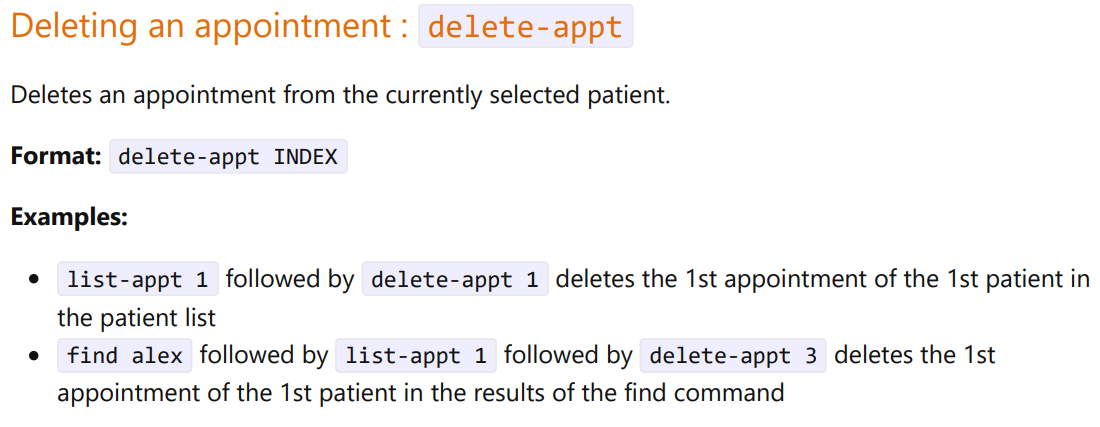 Deleting an appointment : delete-appt
Deletes an appointment from the currently selected patient.
Format: delete-appt INDEX
Examples:
• list-appt 1 followed by delete-appt 1 deletes the 1st appointment of the 1st patient in
the patient list
• find alex followed by list-appt 1 followed by delete-appt 3 deletes the 1st
appointment of the 1st patient in the results of the find command